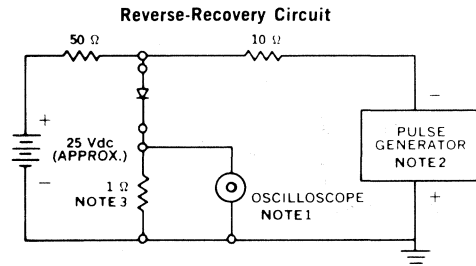 Reverse-Recovery Circuit
50 Ω
10 Ω
+
25 Vdc
(APPROX.)
−
1 Ω
NOTE 3
OSCILLOSCOPE
NOTE 1
−
PULSE
GENERATOR
NOTE 2
+